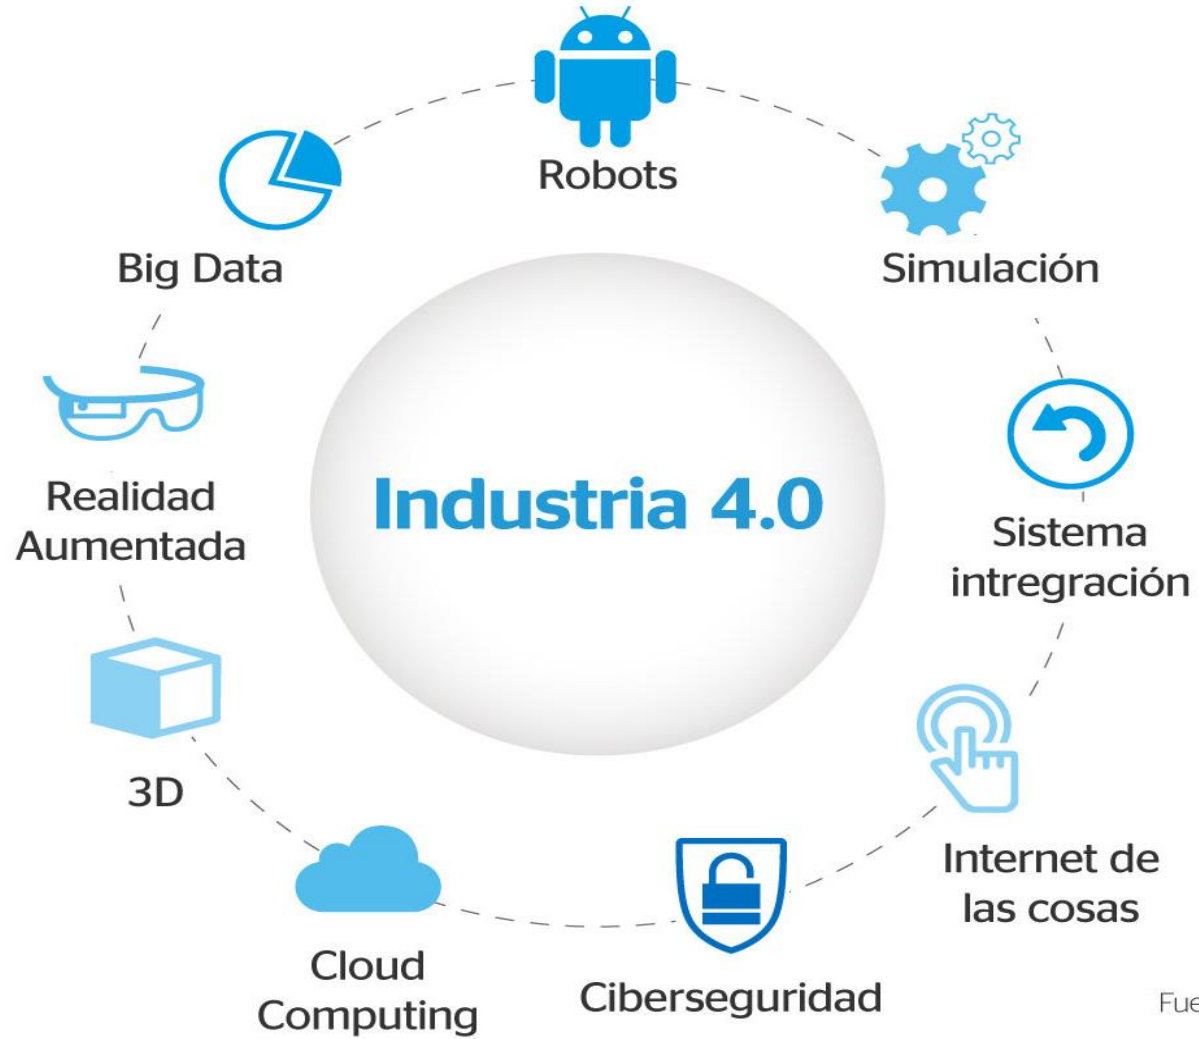 Robots
Big Data
Simulación
Realidad
Aumentada
Industria 4.0
Sistema
intregración
3D
Internet de
las cosas
Cloud
Computing
Ciberseguridad
Fue